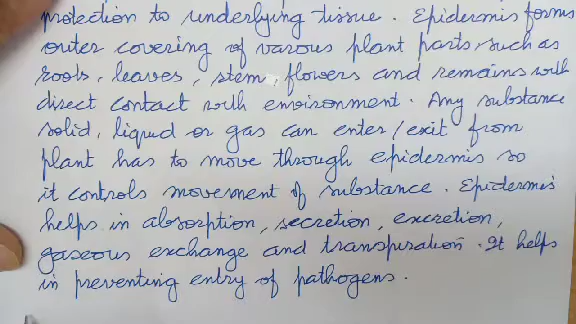 protection to underlying tissue. Epidermis forms
outer covering of various plant parts such as
roots, leaves, stem, flowers and remains with
direct contact with environment. Any substance
solid, liquid or gas can enter/exit from
plant has to move through epidermis so
it controls movement of substance. Epidermis
helps in absorption, secretion, excretion,
gaseous exchange and transpiration. It helps
in preventing entry of pathogens.